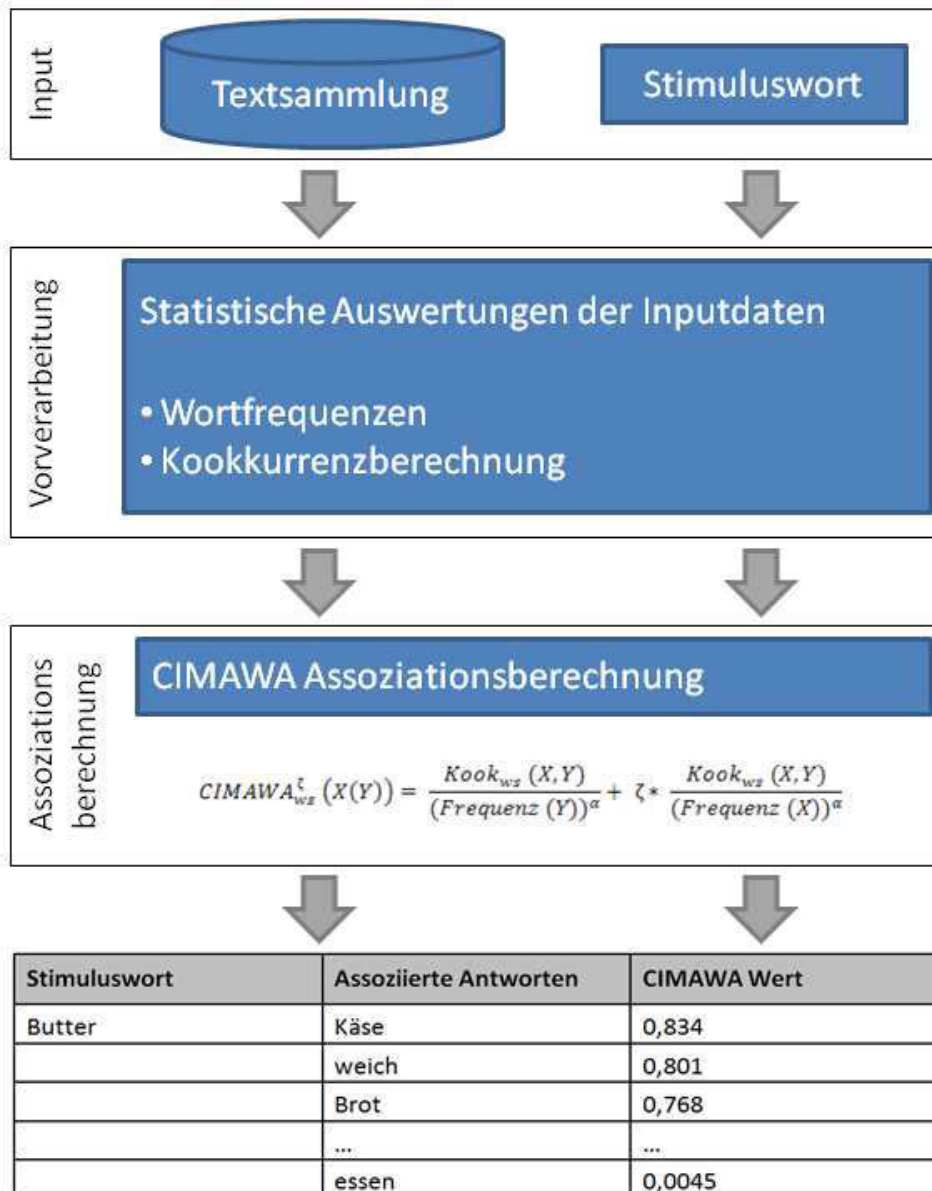 Input
Textsammlung
Stimuluswort
Vorverarbeitung
Statistische Auswertungen der Inputdaten
• Wortfrequenzen
• Kookkurrenzberechnung
Assoziations
berechnung
CIMAWA Assoziationsberechnung
CIMAWA^ζ_ws (X(Y)) = Kook_ws (X,Y) / (Frequenz (Y))^α + ζ* Kook_ws (X,Y) / (Frequenz (X))^α
Stimuluswort Assoziierte Antworten CIMAWA Wert
Butter Käse 0,834
weich 0,801
Brot 0,768
... ...
essen 0,0045